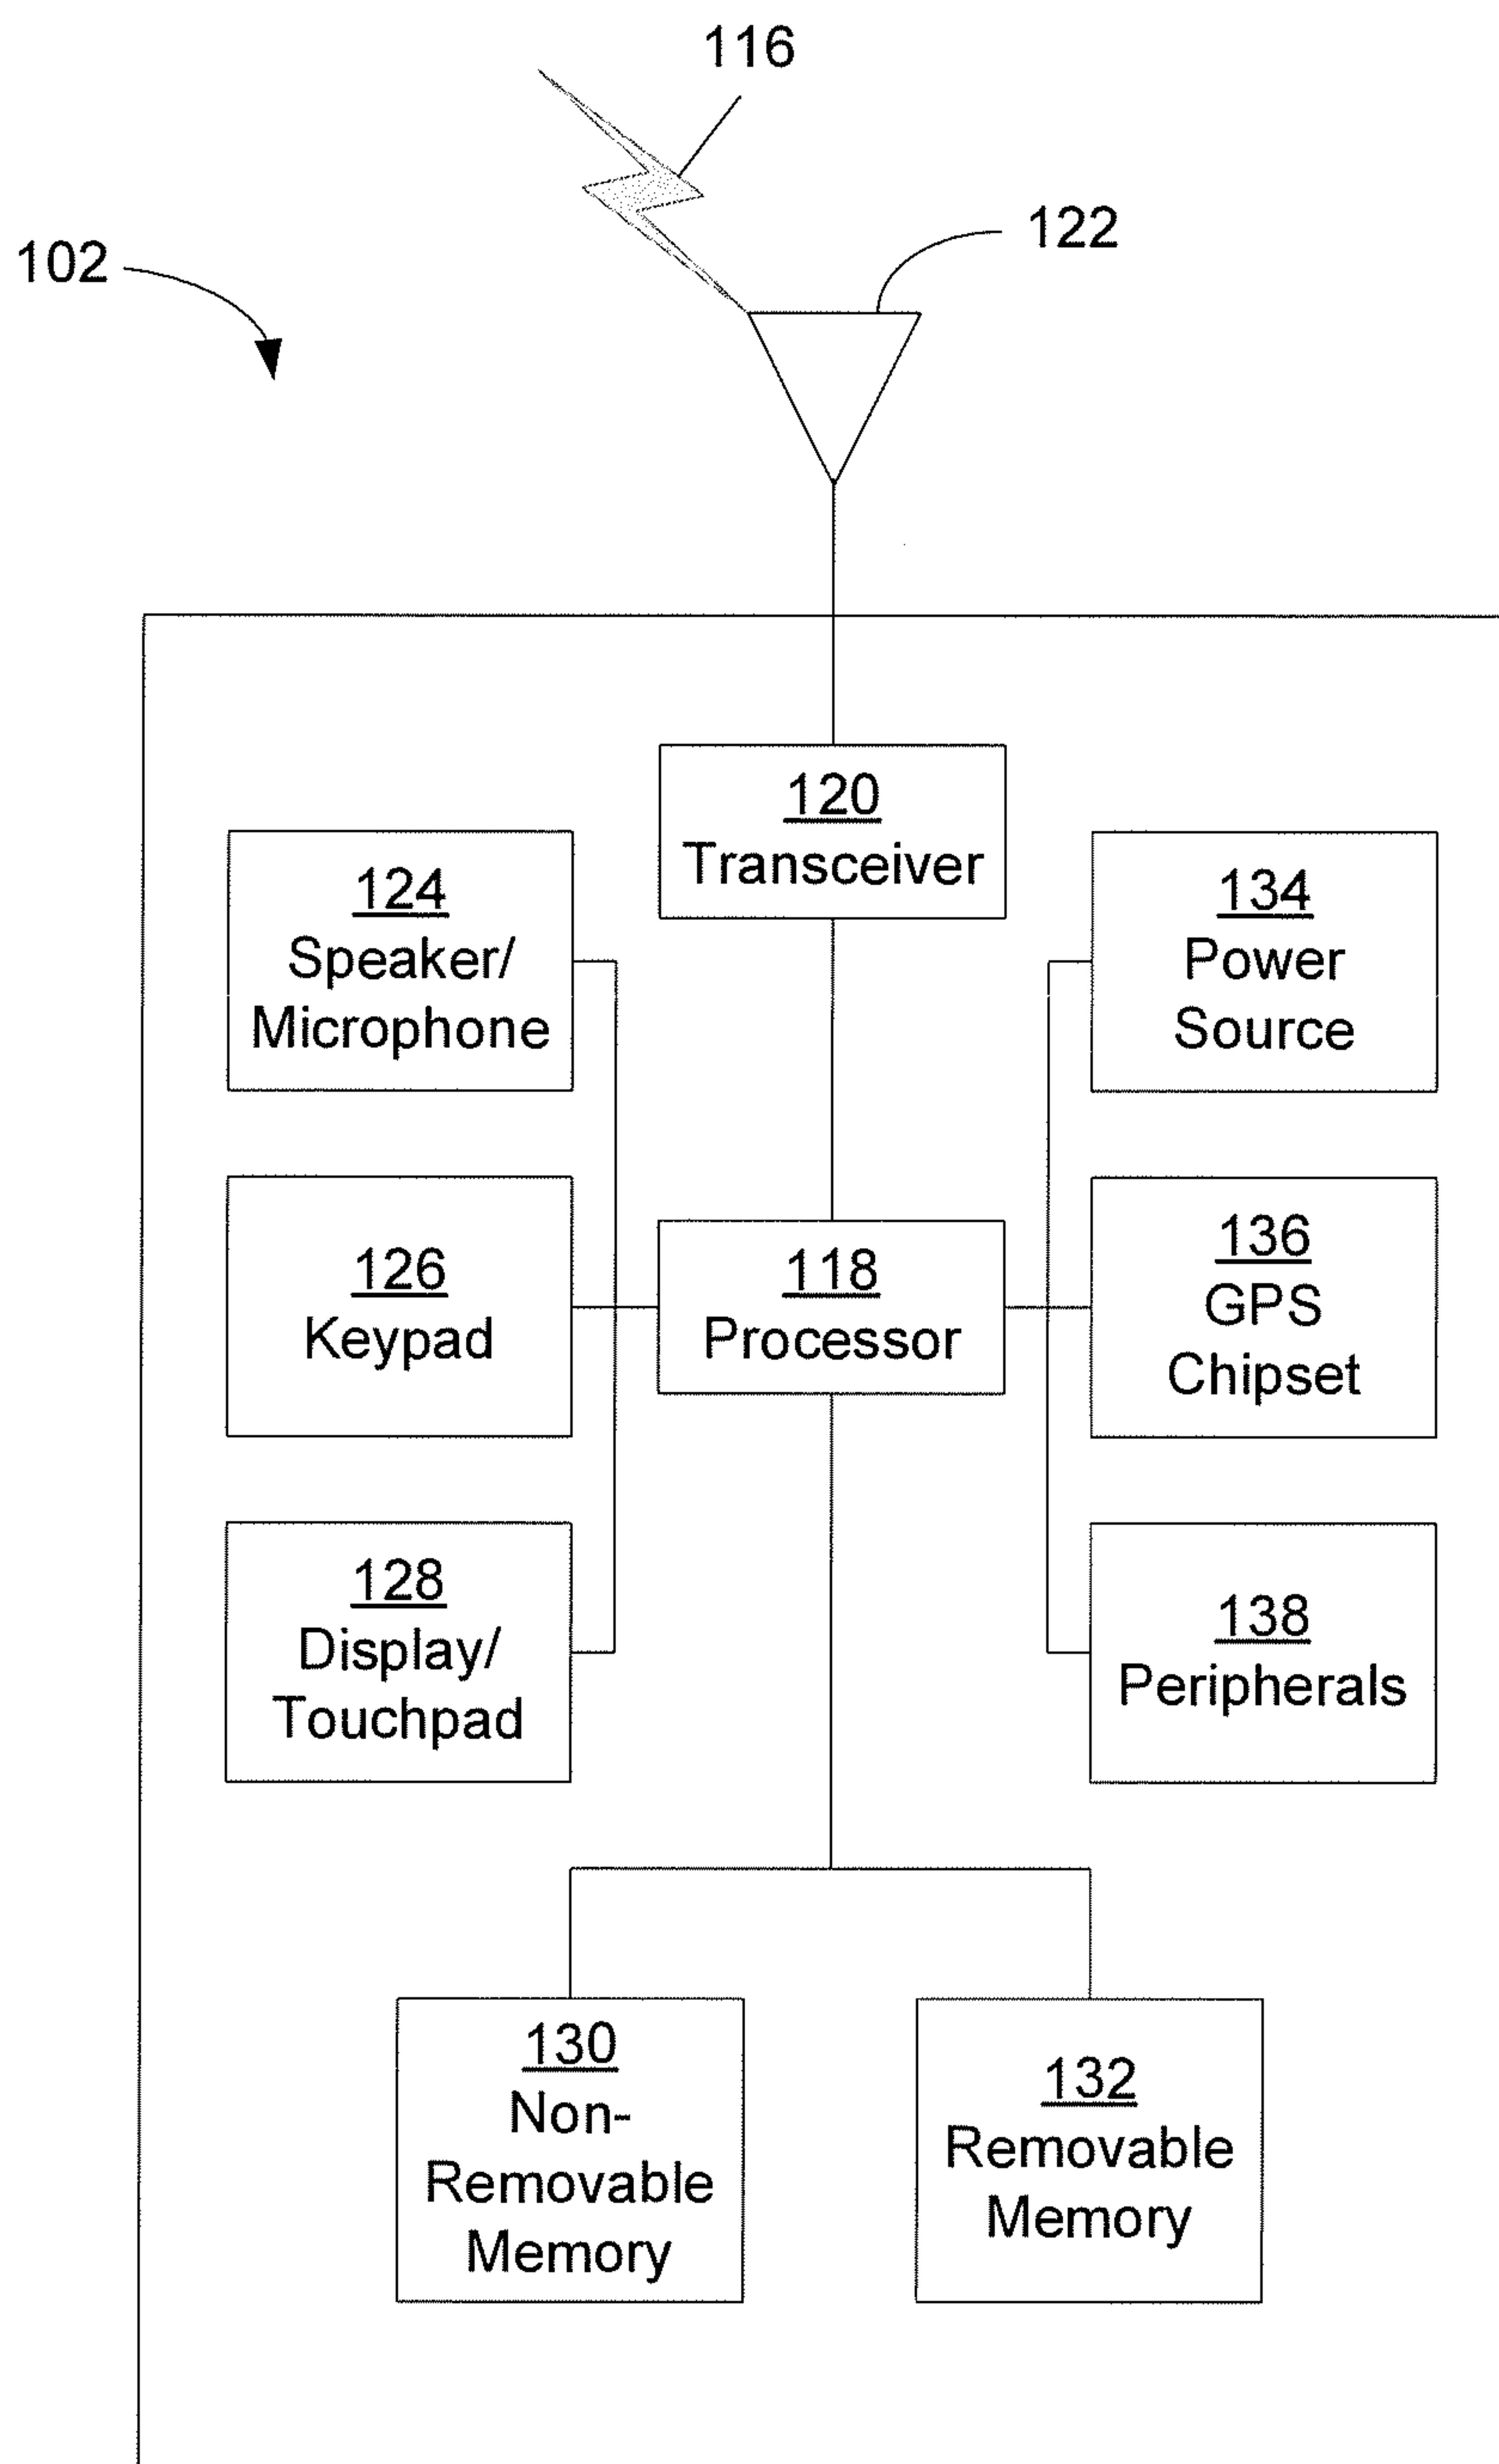 116
122
102
120
Transceiver
124
Speaker/
Microphone
134
Power
Source
126
Keypad
118
Processor
136
GPS
Chipset
128
Display/
Touchpad
138
Peripherals
130
Non-
Removable
Memory
132
Removable
Memory